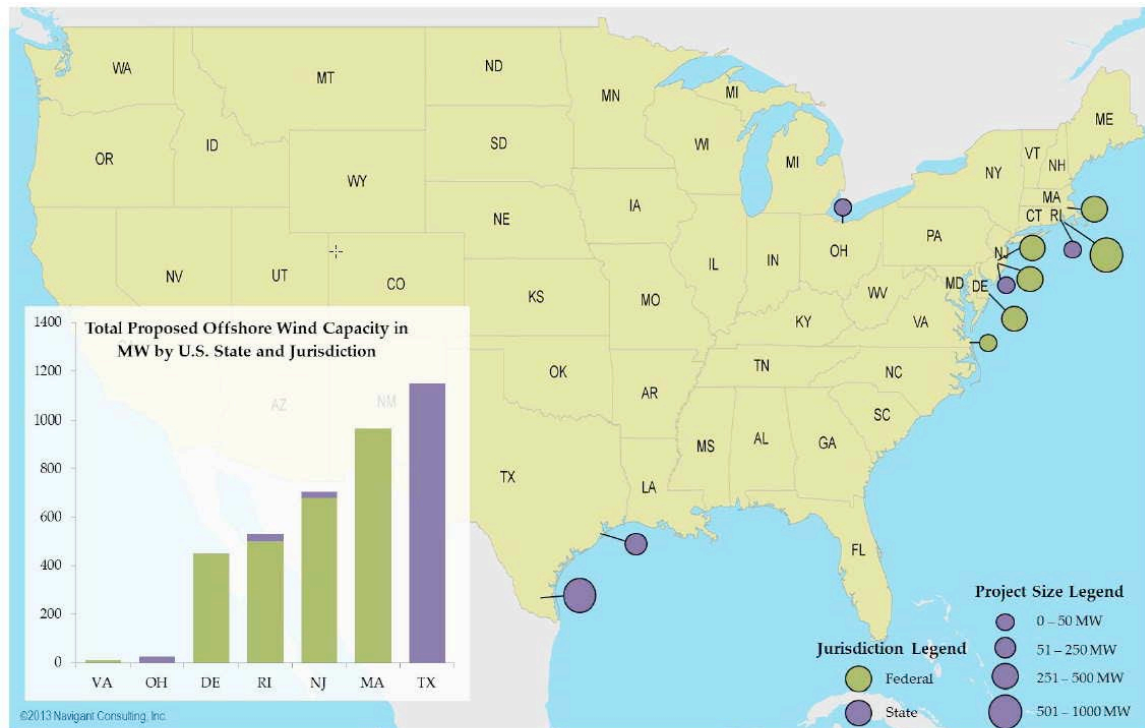 WA
MT
ND
MN
MI
ME
OR
ID
SD
WI
MI
VT
NH
NY
WY
MA
CT RI
IA
NE
PA
OH
NJ
NV
UT
CO
IL
IN
MD
DE
WV
KS
MO
VA
KY
NC
TN
OK
AR
SC
NM
AZ
MS
AL
GA
TX
LA
FL
Total Proposed Offshore Wind Capacity in
MW by U.S. State and Jurisdiction
1400
1200
1000
800
600
400
200
0
VA
OH
DE
RI
NJ
MA
TX
Jurisdiction Legend
Federal
State
Project Size Legend
0 – 50 MW
51 – 250 MW
251 – 500 MW
501 – 1000 MW
©2013 Navigant Consulting, Inc.